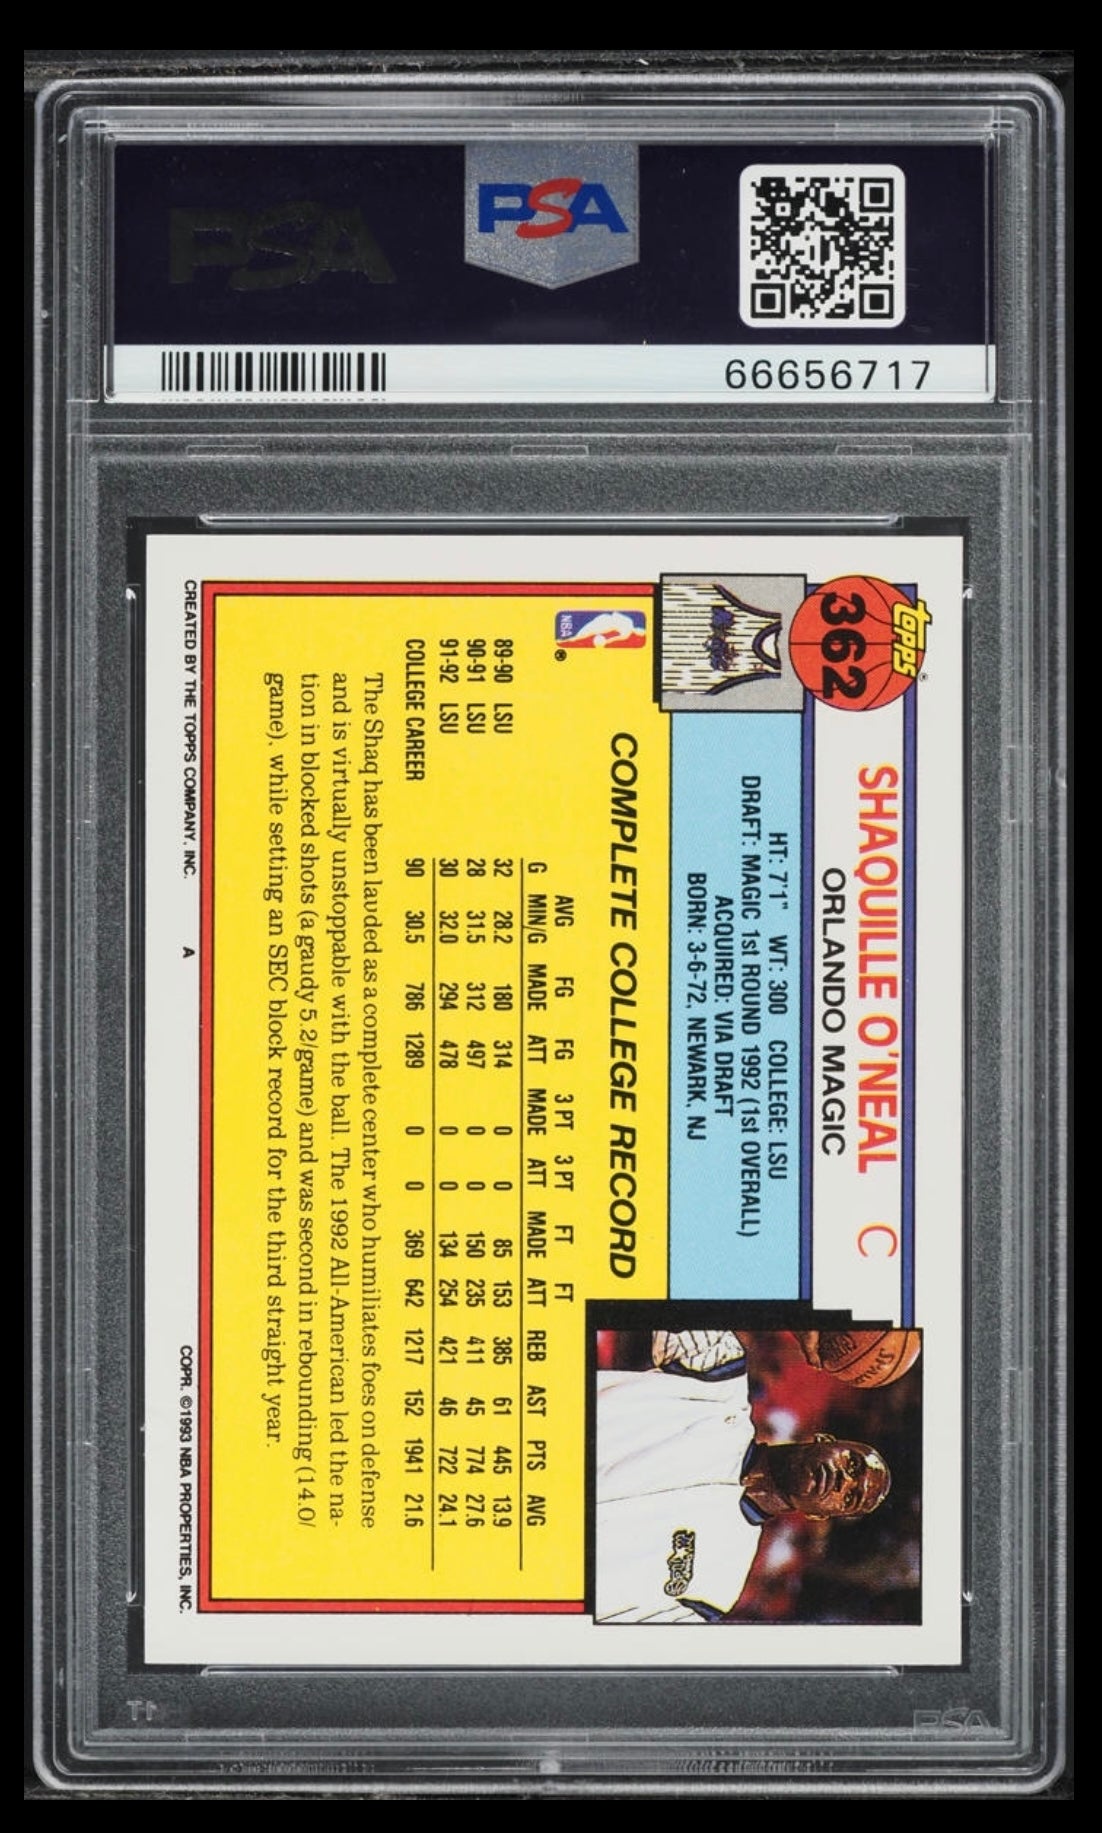 PSA
PSA
66656717
topps®
362
SHAQUILLE O'NEAL C
ORLANDO MAGIC
HT: 7'1" WT: 300 COLLEGE: LSU
DRAFT: MAGIC 1st ROUND 1992 (1st OVERALL)
ACQUIRED: VIA DRAFT
BORN: 3-6-72, NEWARK, NJ
NBA ®
COMPLETE COLLEGE RECORD
AVG FG FG 3 PT 3 PT FT FT
G MIN/G MADE ATT MADE ATT MADE ATT REB AST PTS AVG
89-90 LSU 32 28.2 180 314 0 0 85 153 385 61 445 13.9
90-91 LSU 28 31.5 312 497 0 0 150 235 411 45 774 27.6
91-92 LSU 30 32.0 294 478 0 0 134 254 421 46 722 24.1
COLLEGE CAREER 90 30.5 786 1289 0 0 369 642 1217 152 1941 21.6
The Shaq has been lauded as a complete center who humiliates foes on defense
and is virtually unstoppable with the ball. The 1992 All-American led the na-
tion in blocked shots (a gaudy 5.2/game) and was second in rebounding (14.0/
game), while setting an SEC block record for the third straight year.
CREATED BY THE TOPPS COMPANY, INC. A COPR. ©1993 NBA PROPERTIES, INC.
PSA